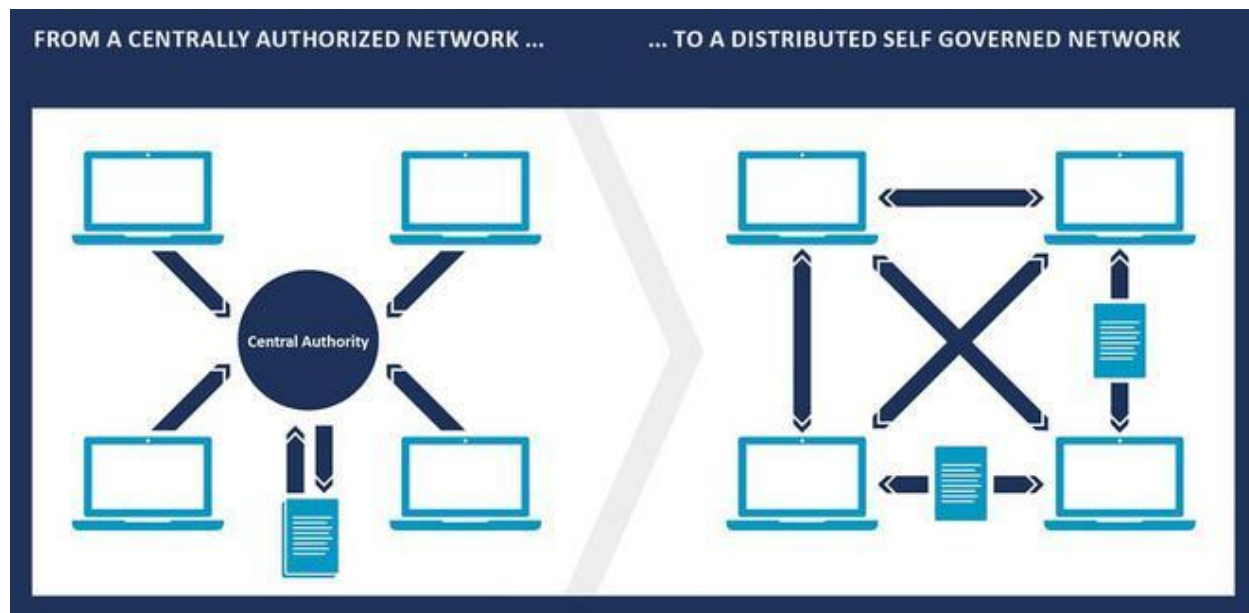 FROM A CENTRALLY AUTHORIZED NETWORK ...
... TO A DISTRIBUTED SELF GOVERNED NETWORK
Central Authority